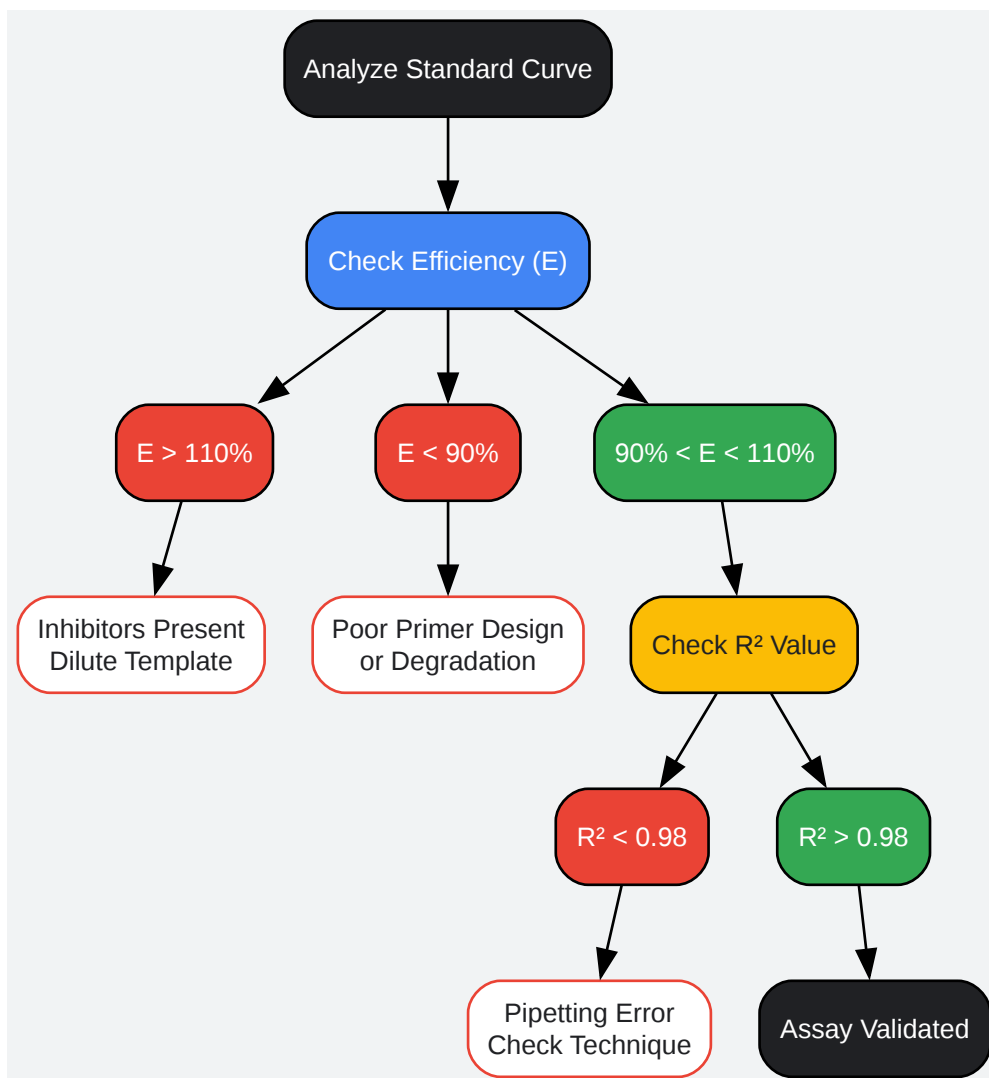 Analyze Standard Curve
Check Efficiency (E)
E > 110%
E < 90%
90% < E < 110%
Inhibitors Present
Dilute Template
Poor Primer Design
or Degradation
Check R² Value
R² < 0.98
R² > 0.98
Pipetting Error
Check Technique
Assay Validated